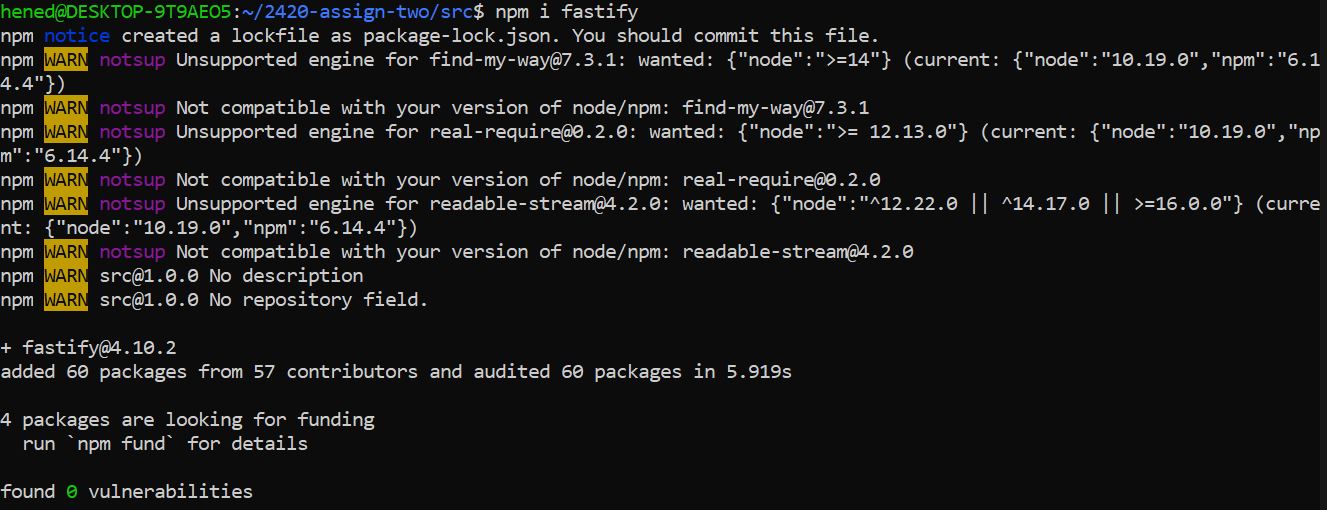 hened@DESKTOP-9T9AEO5:~/2420-assign-two/src$ npm i fastify
npm notice created a lockfile as package-lock.json. You should commit this file.
npm WARN notsup Unsupported engine for find-my-way@7.3.1: wanted: {"node":">=14"} (current: {"node":"10.19.0","npm":"6.1
4.4"})
npm WARN notsup Not compatible with your version of node/npm: find-my-way@7.3.1
npm WARN notsup Unsupported engine for real-require@0.2.0: wanted: {"node":">= 12.13.0"} (current: {"node":"10.19.0","np
m":"6.14.4"})
npm WARN notsup Not compatible with your version of node/npm: real-require@0.2.0
npm WARN notsup Unsupported engine for readable-stream@4.2.0: wanted: {"node":"^12.22.0 || ^14.17.0 || >=16.0.0"} (curre
nt: {"node":"10.19.0","npm":"6.14.4"})
npm WARN notsup Not compatible with your version of node/npm: readable-stream@4.2.0
npm WARN src@1.0.0 No description
npm WARN src@1.0.0 No repository field.

+ fastify@4.10.2
added 60 packages from 57 contributors and audited 60 packages in 5.919s

4 packages are looking for funding
  run `npm fund` for details

found 0 vulnerabilities